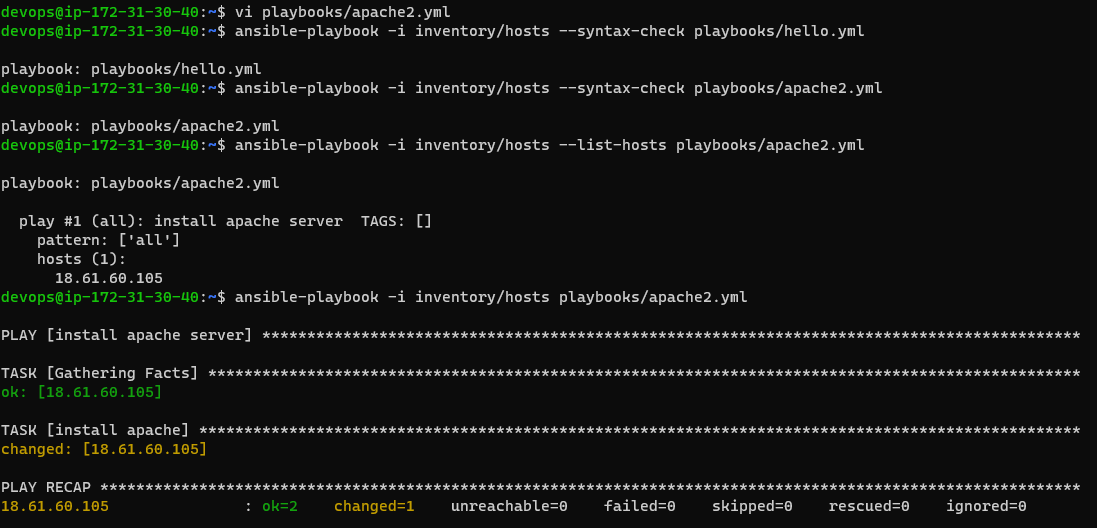 devops@ip-172-31-30-40:~$ vi playbooks/apache2.yml
devops@ip-172-31-30-40:~$ ansible-playbook -i inventory/hosts --syntax-check playbooks/hello.yml

playbook: playbooks/hello.yml
devops@ip-172-31-30-40:~$ ansible-playbook -i inventory/hosts --syntax-check playbooks/apache2.yml

playbook: playbooks/apache2.yml
devops@ip-172-31-30-40:~$ ansible-playbook -i inventory/hosts --list-hosts playbooks/apache2.yml

playbook: playbooks/apache2.yml

  play #1 (all): install apache server  TAGS: []
    pattern: ['all']
    hosts (1):
      18.61.60.105
devops@ip-172-31-30-40:~$ ansible-playbook -i inventory/hosts playbooks/apache2.yml

PLAY [install apache server] *******************************************************************************************

TASK [Gathering Facts] *************************************************************************************************
ok: [18.61.60.105]

TASK [install apache] **************************************************************************************************
changed: [18.61.60.105]

PLAY RECAP *************************************************************************************************************
18.61.60.105               : ok=2    changed=1    unreachable=0    failed=0    skipped=0    rescued=0    ignored=0